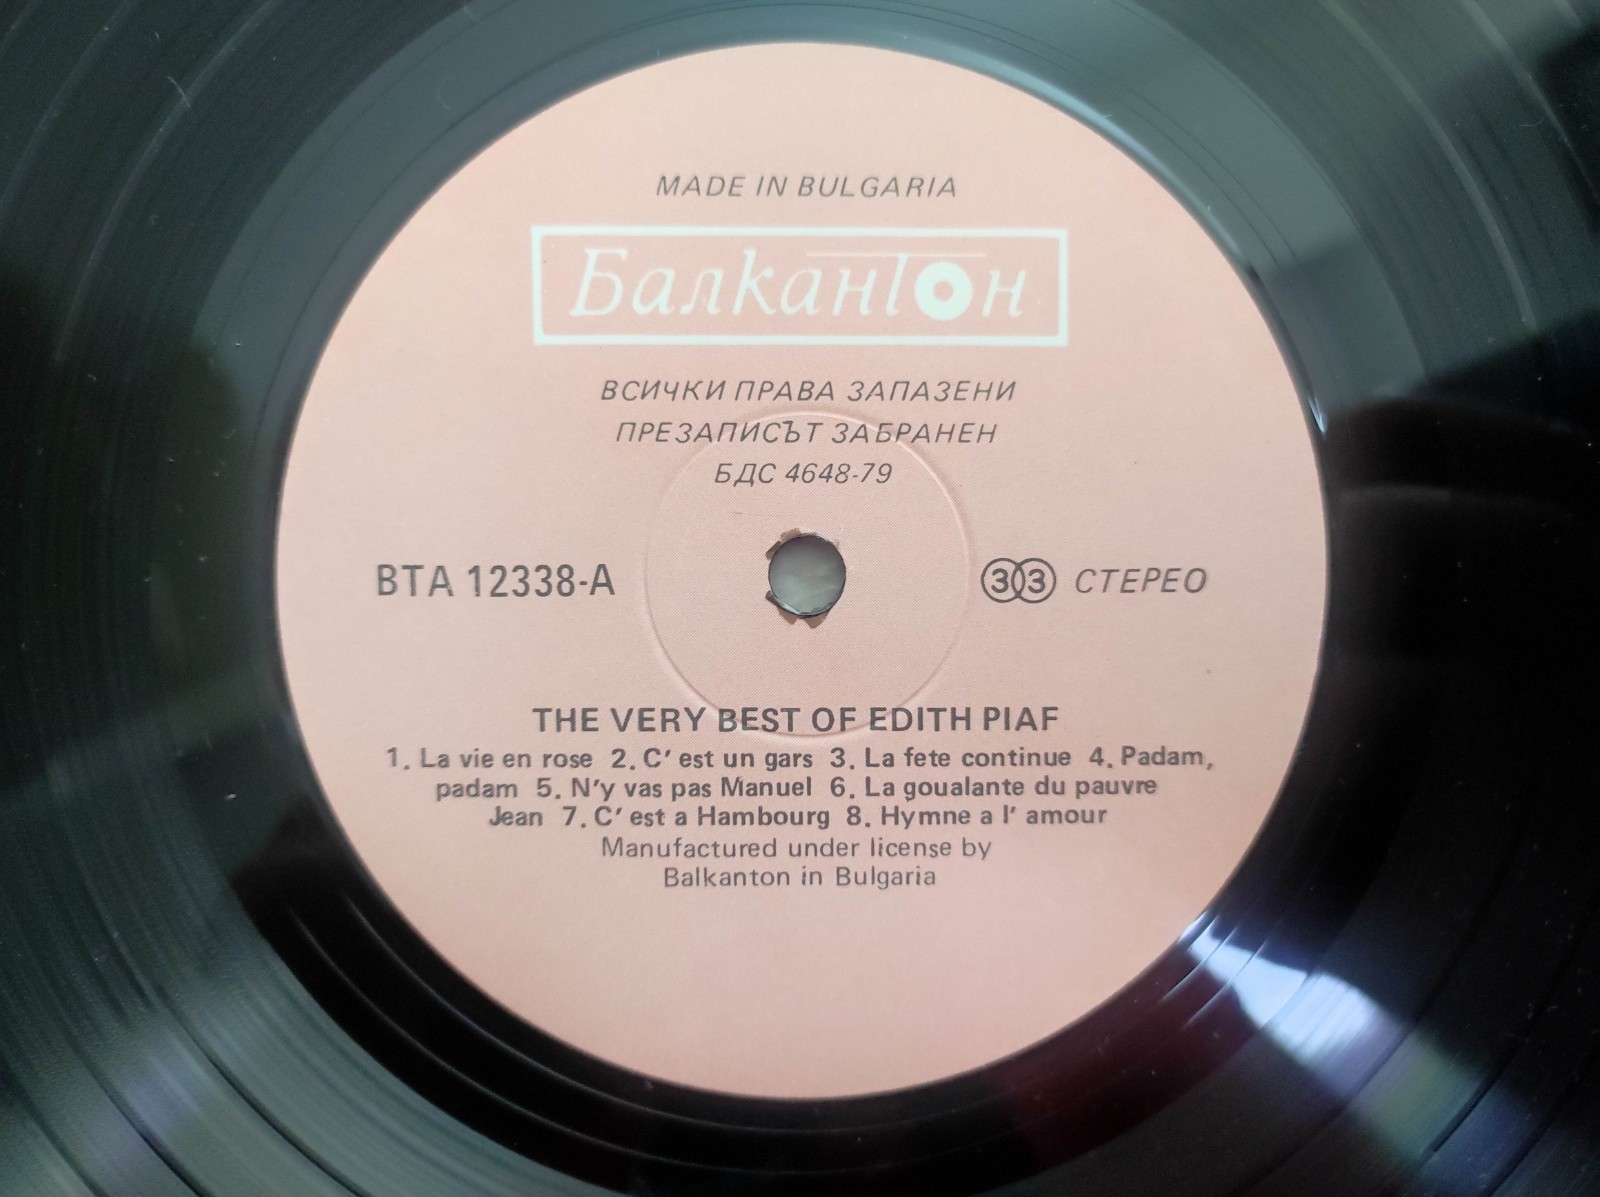 MADE IN BULGARIA
Балкантон
ВСИЧКИ ПРАВА ЗАПАЗЕНИ
ПРЕЗАПИСЪТ ЗАБРАНЕН
БДС 4648-79
ВТА 12338-А
33 СТЕРЕО
THE VERY BEST OF EDITH PIAF
1. La vie en rose 2. C' est un gars 3. La fete continue 4. Padam,
padam 5. N'y vas pas Manuel 6. La goualante du pauvre
Jean 7. C' est a Hambourg 8. Hymne a l' amour
Manufactured under license by
Balkanton in Bulgaria